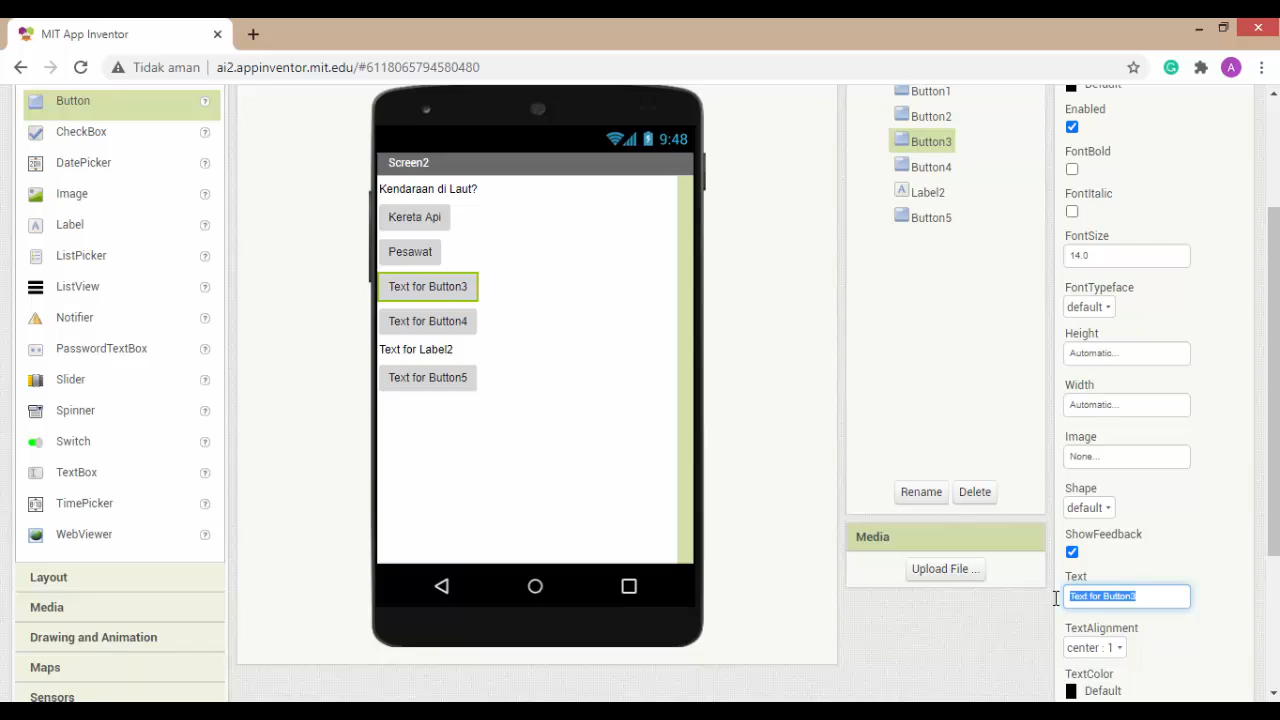 MIT App Inventor
Tidak aman
ai2.appinventor.mit.edu/#6118065794580480
A
Button
?
CheckBox
?
DatePicker
?
Image
?
Label
?
ListPicker
?
ListView
?
Notifier
?
PasswordTextBox
?
Slider
?
Spinner
?
Switch
?
TextBox
?
TimePicker
?
WebViewer
?
Layout
Media
Drawing and Animation
Maps
Sensors
9:48
Screen2
Kendaraan di Laut?
Kereta Api
Pesawat
Text for Button3
Text for Button4
Text for Label2
Text for Button5
Button1
Button2
Button3
Button4
A Label2
Button5
Rename
Delete
Media
Upload File ...
Default
Enabled
FontBold
FontItalic
FontSize
14.0
FontTypeface
default
Height
Automatic...
Width
Automatic...
Image
None...
Shape
default
ShowFeedback
Text
Text for Button3
TextAlignment
center : 1
TextColor
Default